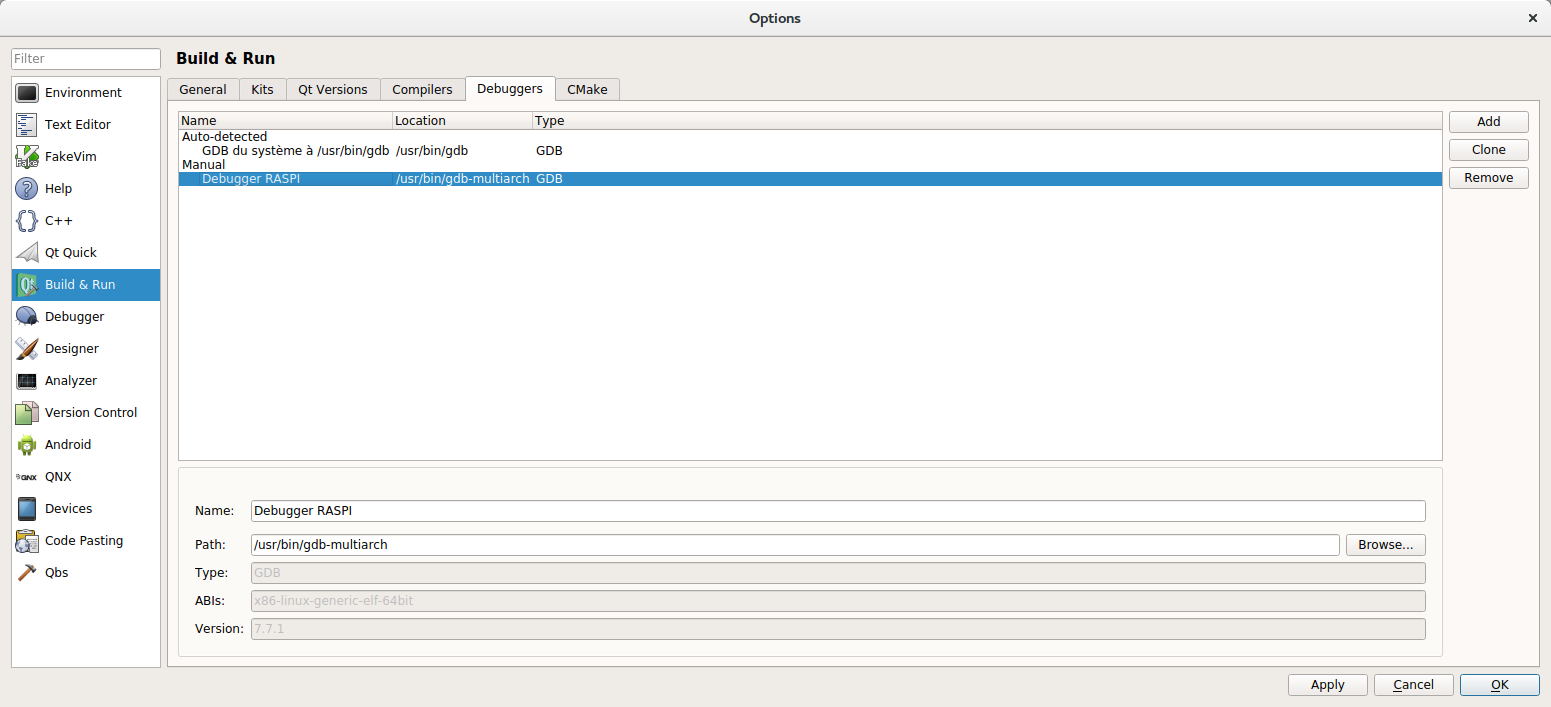 Options
Filter
Build & Run
Environment
Text Editor
FakeVim
Help
C++
Qt Quick
Build & Run
Debugger
Designer
Analyzer
Version Control
Android
QNX
Devices
Code Pasting
Qbs
General Kits Qt Versions Compilers Debuggers CMake
Name Location Type
Auto-detected
GDB du système à /usr/bin/gdb /usr/bin/gdb GDB
Manual
Debugger RASPI /usr/bin/gdb-multiarch GDB
Add
Clone
Remove
Name: Debugger RASPI
Path: /usr/bin/gdb-multiarch Browse...
Type: GDB
ABIs: x86-linux-generic-elf-64bit
Version: 7.7.1
Apply Cancel OK